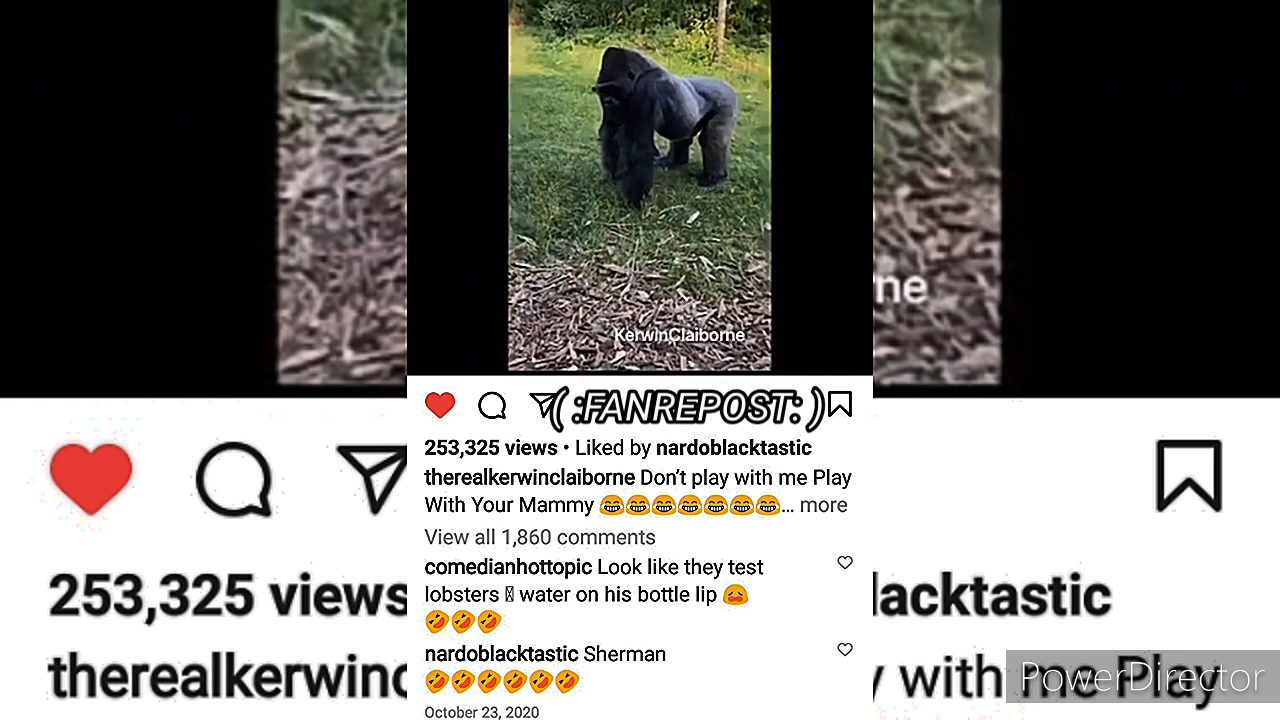 KerwinClaiborne
ne
(:FANREPOST:)
253,325 views • Liked by nardoblacktastic
therealkerwinclaiborne Don't play with me Play
With Your Mammy 😂😂😂😂😂😂😂... more
View all 1,860 comments
comedianhottopic Look like they test
lobsters water on his bottle lip 😩
🤣🤣🤣
nardoblacktastic Sherman
🤣🤣🤣🤣🤣🤣
October 23, 2020
253,325 views
lacktastic
therealkerwinc
y with me Play
PowerDirector